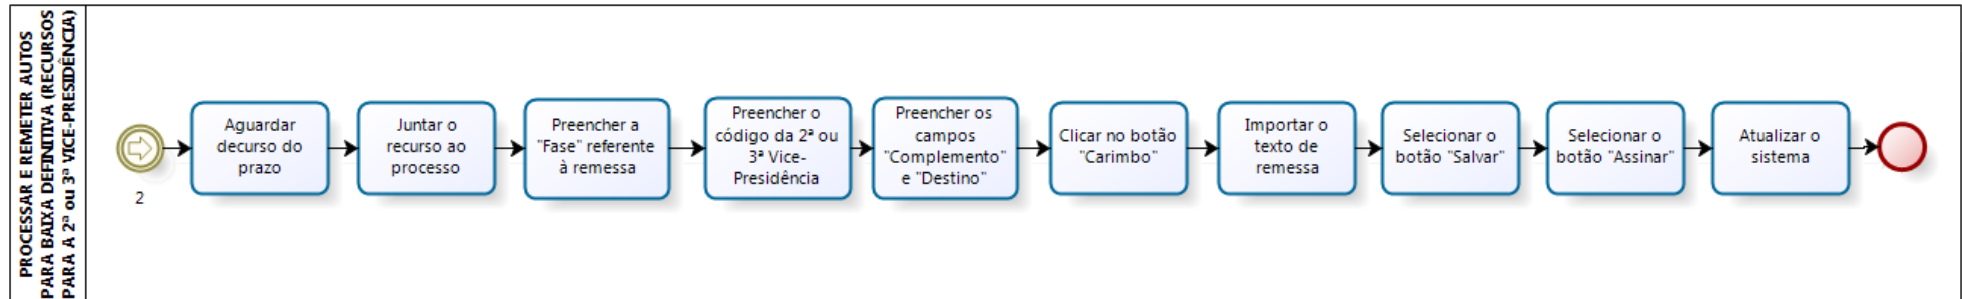 PROCESSAR E REMETER AUTOS
PARA BAIXA DEFINITIVA (RECURSOS
PARA A 2ª ou 3ª VICE-PRESIDÊNCIA)
2
Aguardar
decurso do
prazo
Juntar o
recurso ao
processo
Preencher a
"Fase" referente
à remessa
Preencher o
código da 2ª ou
3ª Vice-
Presidência
Preencher os
campos
"Complemento"
e "Destino"
Clicar no botão
"Carimbo"
Importar o
texto de
remessa
Selecionar o
botão "Salvar"
Selecionar o
botão "Assinar"
Atualizar o
sistema